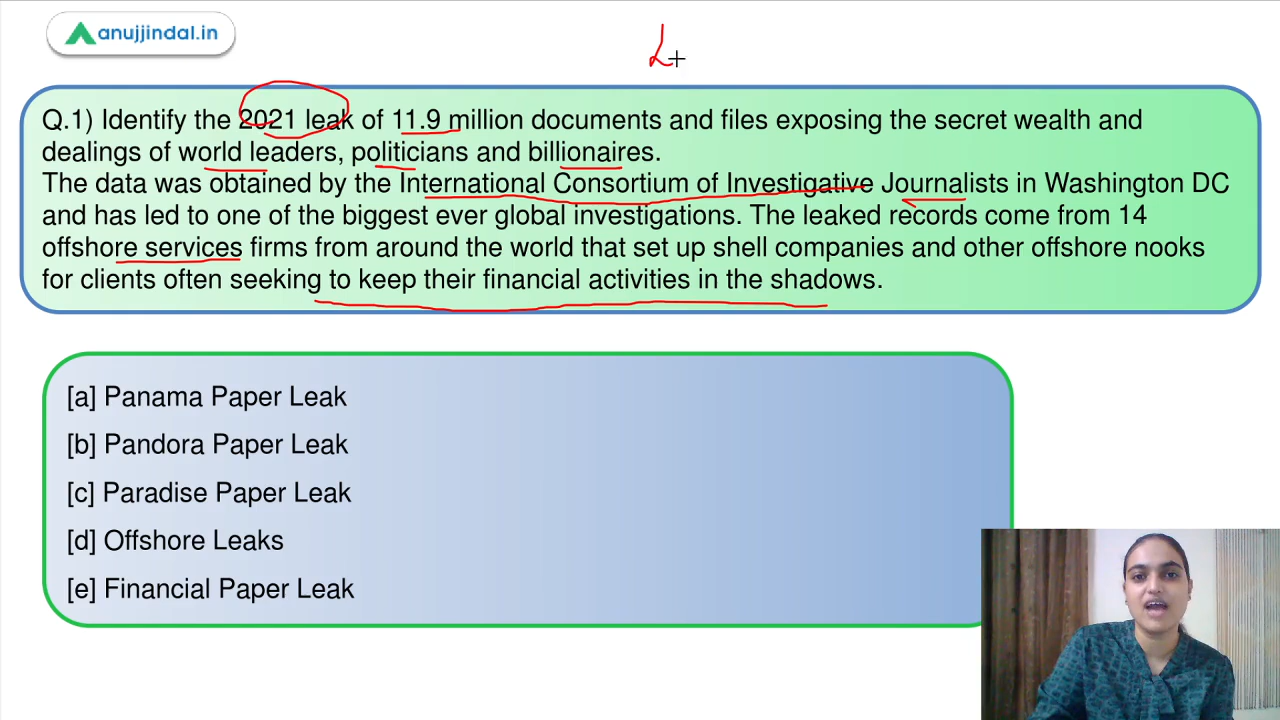 anujjindal.in
Q.1) Identify the 2021 leak of 11.9 million documents and files exposing the secret wealth and
dealings of world leaders, politicians and billionaires.
The data was obtained by the International Consortium of Investigative Journalists in Washington DC
and has led to one of the biggest ever global investigations. The leaked records come from 14
offshore services firms from around the world that set up shell companies and other offshore nooks
for clients often seeking to keep their financial activities in the shadows.
[a] Panama Paper Leak
[b] Pandora Paper Leak
[c] Paradise Paper Leak
[d] Offshore Leaks
[e] Financial Paper Leak